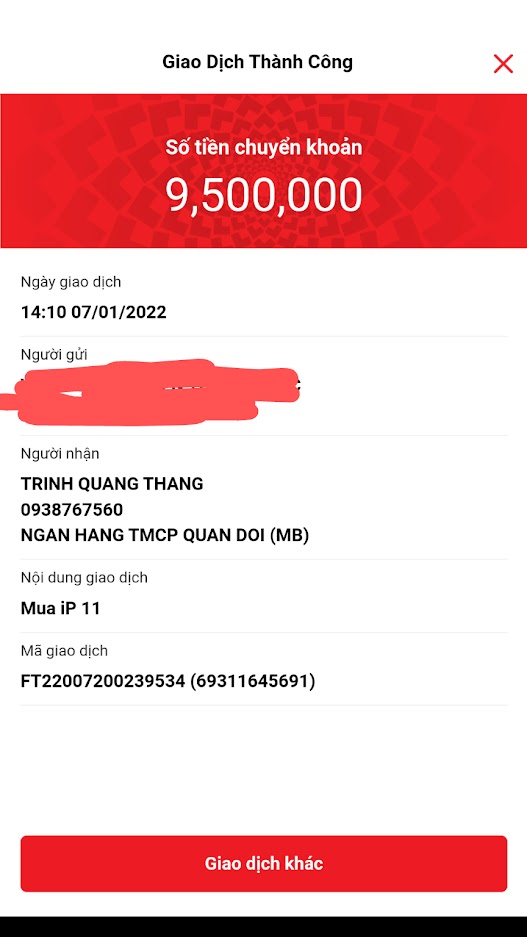 Giao Dịch Thành Công
Số tiền chuyển khoản
9,500,000
Ngày giao dịch
14:10 07/01/2022
Người gửi
Người nhận
TRINH QUANG THANG
0938767560
NGAN HANG TMCP QUAN DOI (MB)
Nội dung giao dịch
Mua iP 11
Mã giao dịch
FT22007200239534 (69311645691)
Giao dịch khác